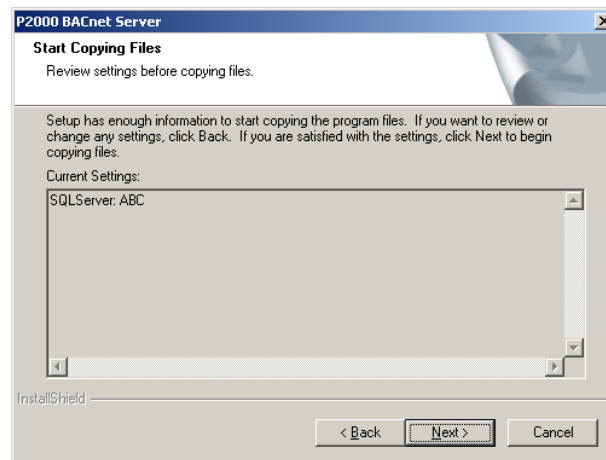 P2000 BACnet Server
Start Copying Files
Review settings before copying files.
Setup has enough information to start copying the program files. If you want to review or
change any settings, click Back. If you are satisfied with the settings, click Next to begin
copying files.
Current Settings:
SQLServer: ABC
InstallShield
< Back
Next >
Cancel